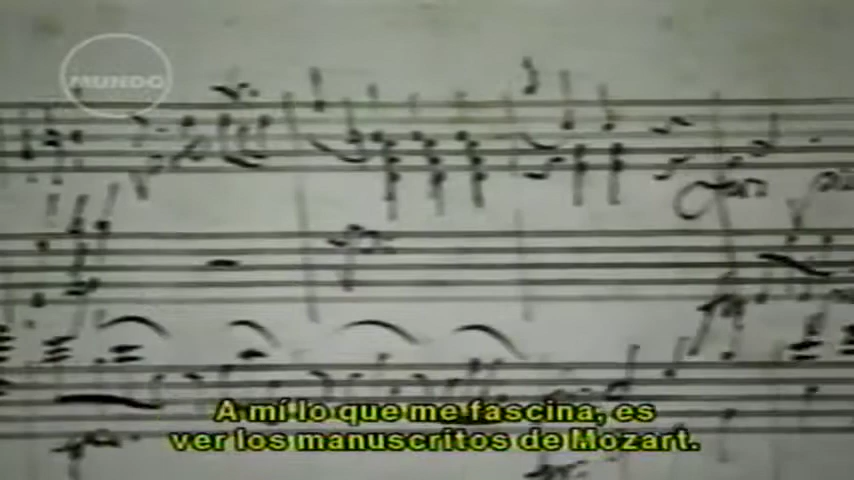 MUNDO
A mí lo que me fascina, es
ver los manuscritos de Mozart.